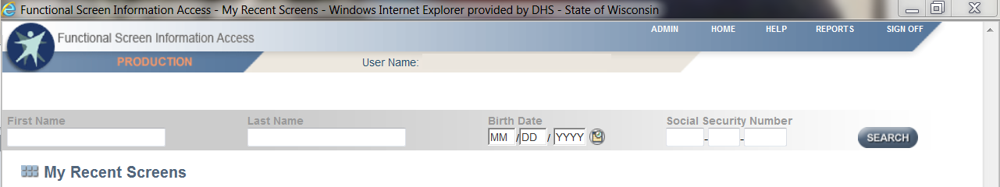 Functional Screen Information Access - My Recent Screens - Windows Internet Explorer provided by DHS - State of Wisconsin
Functional Screen Information Access
ADMIN HOME HELP REPORTS SIGN OFF
PRODUCTION
User Name:
First Name Last Name Birth Date Social Security Number
MM / DD / YYYY - - SEARCH
My Recent Screens